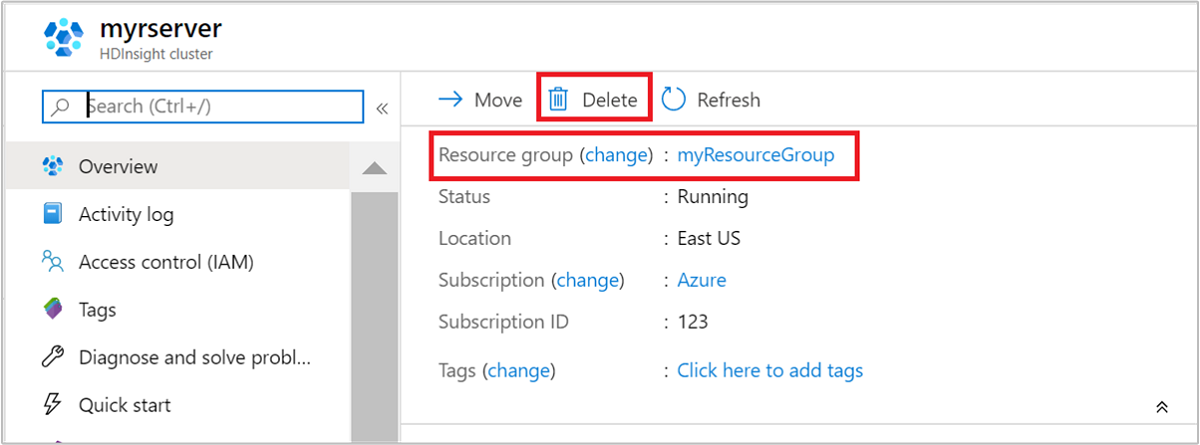 myrserver
HDInsight cluster
Search (Ctrl+/)
«
Overview
Activity log
Access control (IAM)
Tags
Diagnose and solve probl...
Quick start
Move Delete Refresh
Resource group (change) : myResourceGroup
Status : Running
Location : East US
Subscription (change) : Azure
Subscription ID : 123
Tags (change) : Click here to add tags